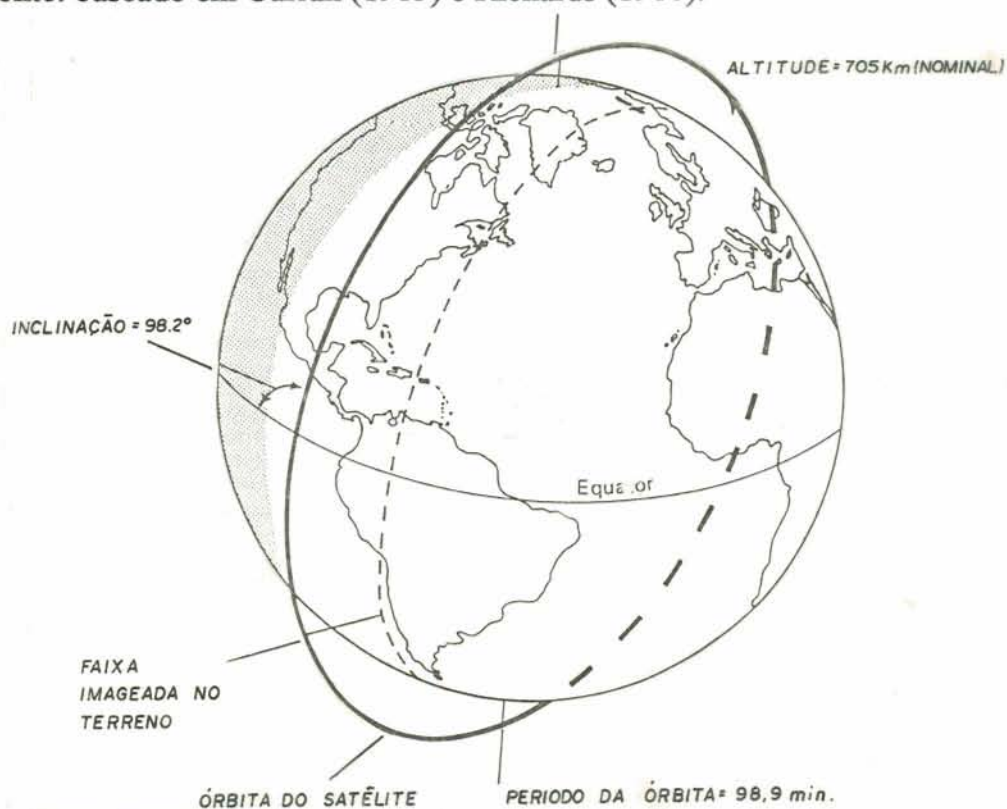 ALTITUDE = 705 Km (NOMINAL)
INCLINAÇÃO = 98.2°
Equa or
FAIXA
IMAGEADA NO
TERRENO
ÓRBITA DO SATÉLITE
PERIODO DA ÓRBITA = 98,9 min.